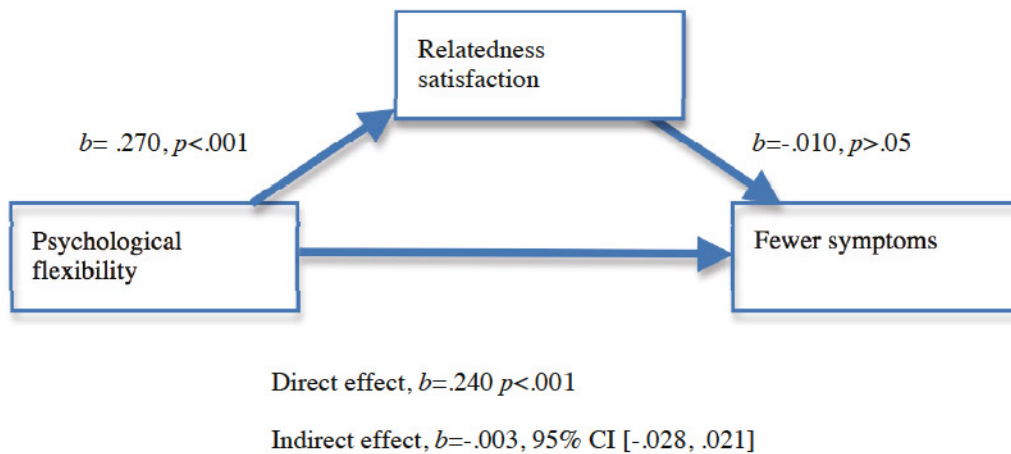 Relatedness
satisfaction
b= .270, p<.001
b=-.010, p>.05
Psychological
flexibility
Fewer symptoms
Direct effect, b=.240 p<.001
Indirect effect, b=-.003, 95% CI [-.028, .021]